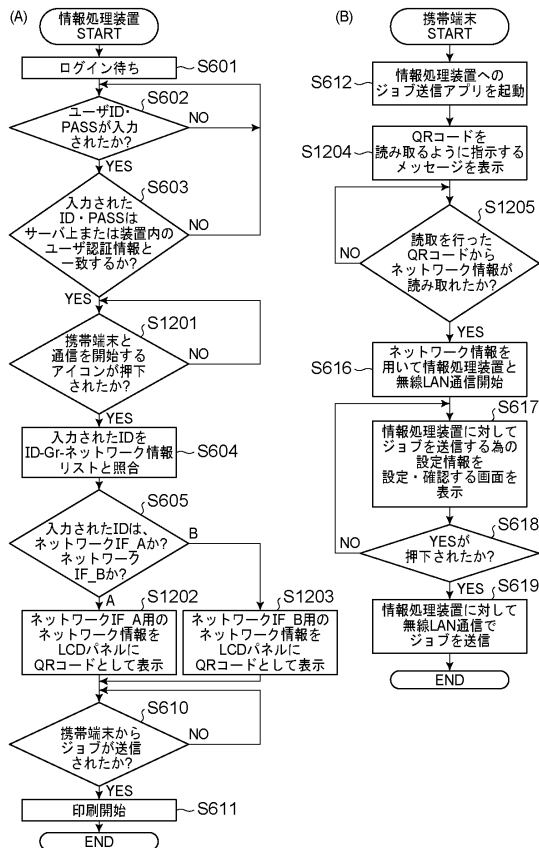 (A)
情報処理装置
START
ログイン待ち
S601
S602
ユーザID・
PASSが入力
されたか?
NO
YES
S603
入力された
ID・PASSは
サーバ上または装置内の
ユーザ認証情報と
一致するか?
NO
YES
S1201
携帯端末と
通信を開始する
アイコンが押下
されたか?
NO
YES
入力されたIDを
ID-Gr-ネットワーク情報
リストと照合
S604
S605
入力されたIDは、
ネットワークIF_Aか?
ネットワーク
IF_Bか?
B
A
S1202
ネットワークIF_A用の
ネットワーク情報を
LCDパネルに
QRコードとして表示
S1203
ネットワークIF_B用の
ネットワーク情報を
LCDパネルに
QRコードとして表示
S610
携帯端末から
ジョブが送信
されたか?
NO
YES
印刷開始
S611
END
(B)
携帯端末
START
S612
情報処理装置への
ジョブ送信アプリを起動
S1204
QRコードを
読み取るように指示する
メッセージを表示
S1205
読取を行った
QRコードから
ネットワーク情報が
読み取れたか?
NO
YES
S616
ネットワーク情報を
用いて情報処理装置と
無線LAN通信開始
S617
情報処理装置に対して
ジョブを送信する為の
設定情報を
設定・確認する画面を
表示
S618
YESが
押下されたか?
NO
YES
S619
情報処理装置に対して
無線LAN通信で
ジョブを送信
END